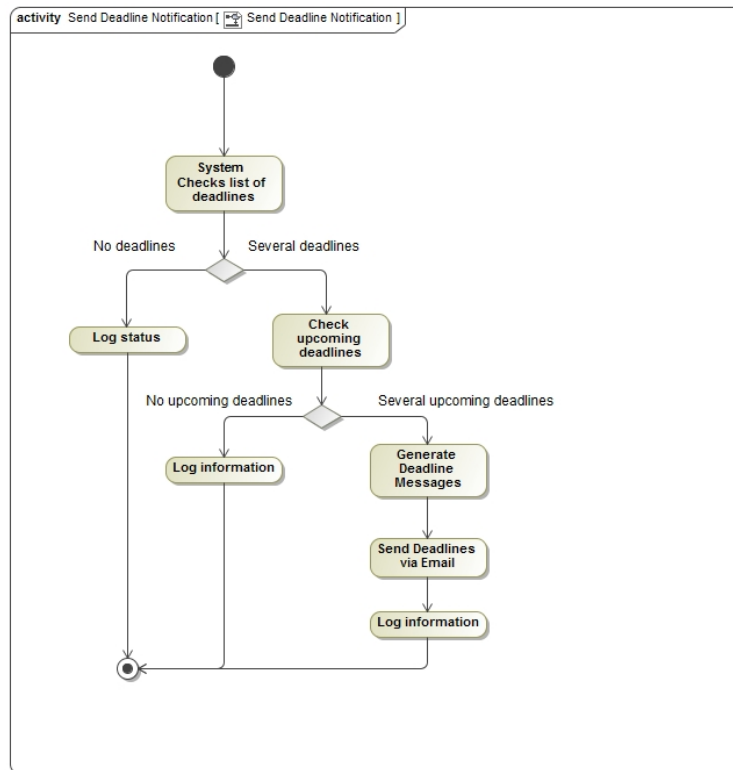 activity Send Deadline Notification [ Send Deadline Notification ]
System
Checks list of
deadlines
No deadlines
Several deadlines
Log status
Check
upcoming
deadlines
No upcoming deadlines
Several upcoming deadlines
Log information
Generate
Deadline
Messages
Send Deadlines
via Email
Log information